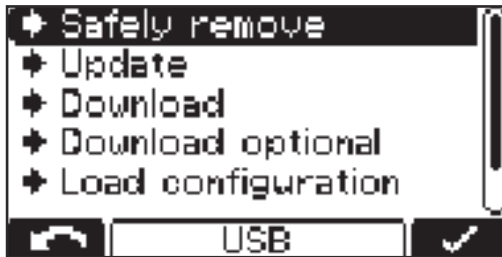 Safely remove
Update
Download
Download optional
Load configuration
USB